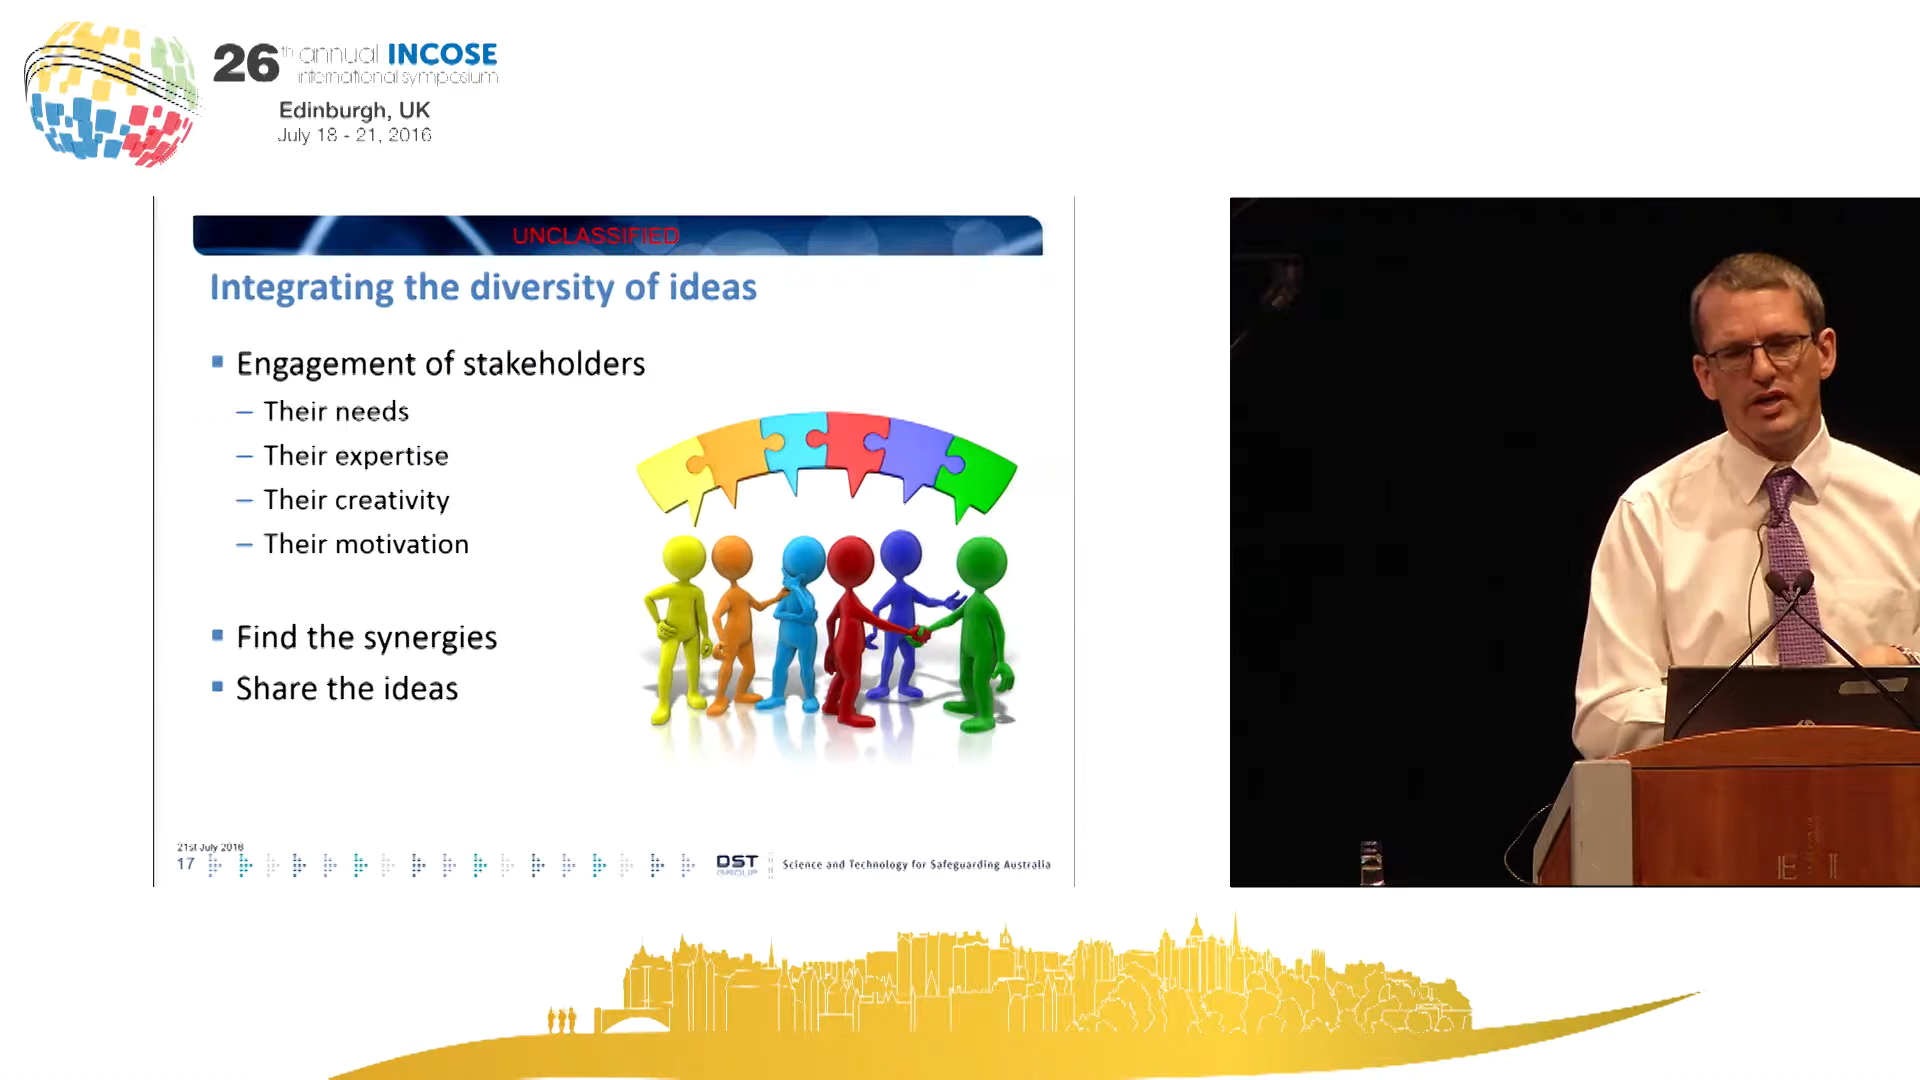 26th annual INCOSE
international symposium
Edinburgh, UK
July 18 - 21, 2016
UNCLASSIFIED
Integrating the diversity of ideas
Engagement of stakeholders
– Their needs
– Their expertise
– Their creativity
– Their motivation
Find the synergies
Share the ideas
21st July 2016
17
DST
GROUP
Science and Technology for Safeguarding Australia